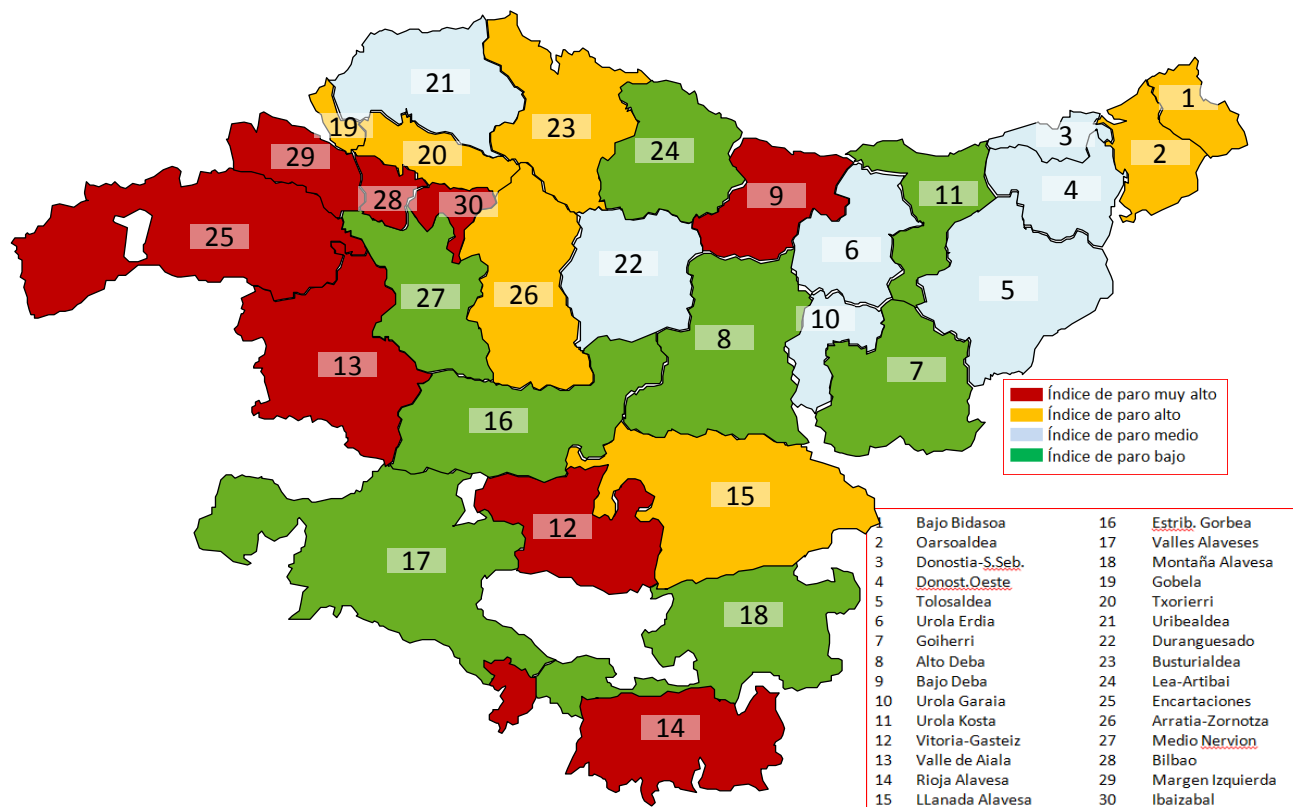 21
1
19
23
3
20
24
2
29
4
28
30
9
11
25
6
22
5
27
26
10
8
13
7
16
15
12
17
18
14
Índice de paro muy alto
Índice de paro alto
Índice de paro medio
Índice de paro bajo
1 Bajo Bidasoa 16 Estrib. Gorbea
2 Oarsoaldea 17 Valles Alaveses
3 Donostia-S.Seb. 18 Montaña Alavesa
4 Donost.Oeste 19 Gobela
5 Tolosaldea 20 Txorierri
6 Urola Erdia 21 Uribealdea
7 Goiherri 22 Duranguesado
8 Alto Deba 23 Busturialdea
9 Bajo Deba 24 Lea-Artibai
10 Urola Garaia 25 Encartaciones
11 Urola Kosta 26 Arratia-Zornotza
12 Vitoria-Gasteiz 27 Medio Nervion
13 Valle de Aiala 28 Bilbao
14 Rioja Alavesa 29 Margen Izquierda
15 LLanada Alavesa 30 Ibaizabal